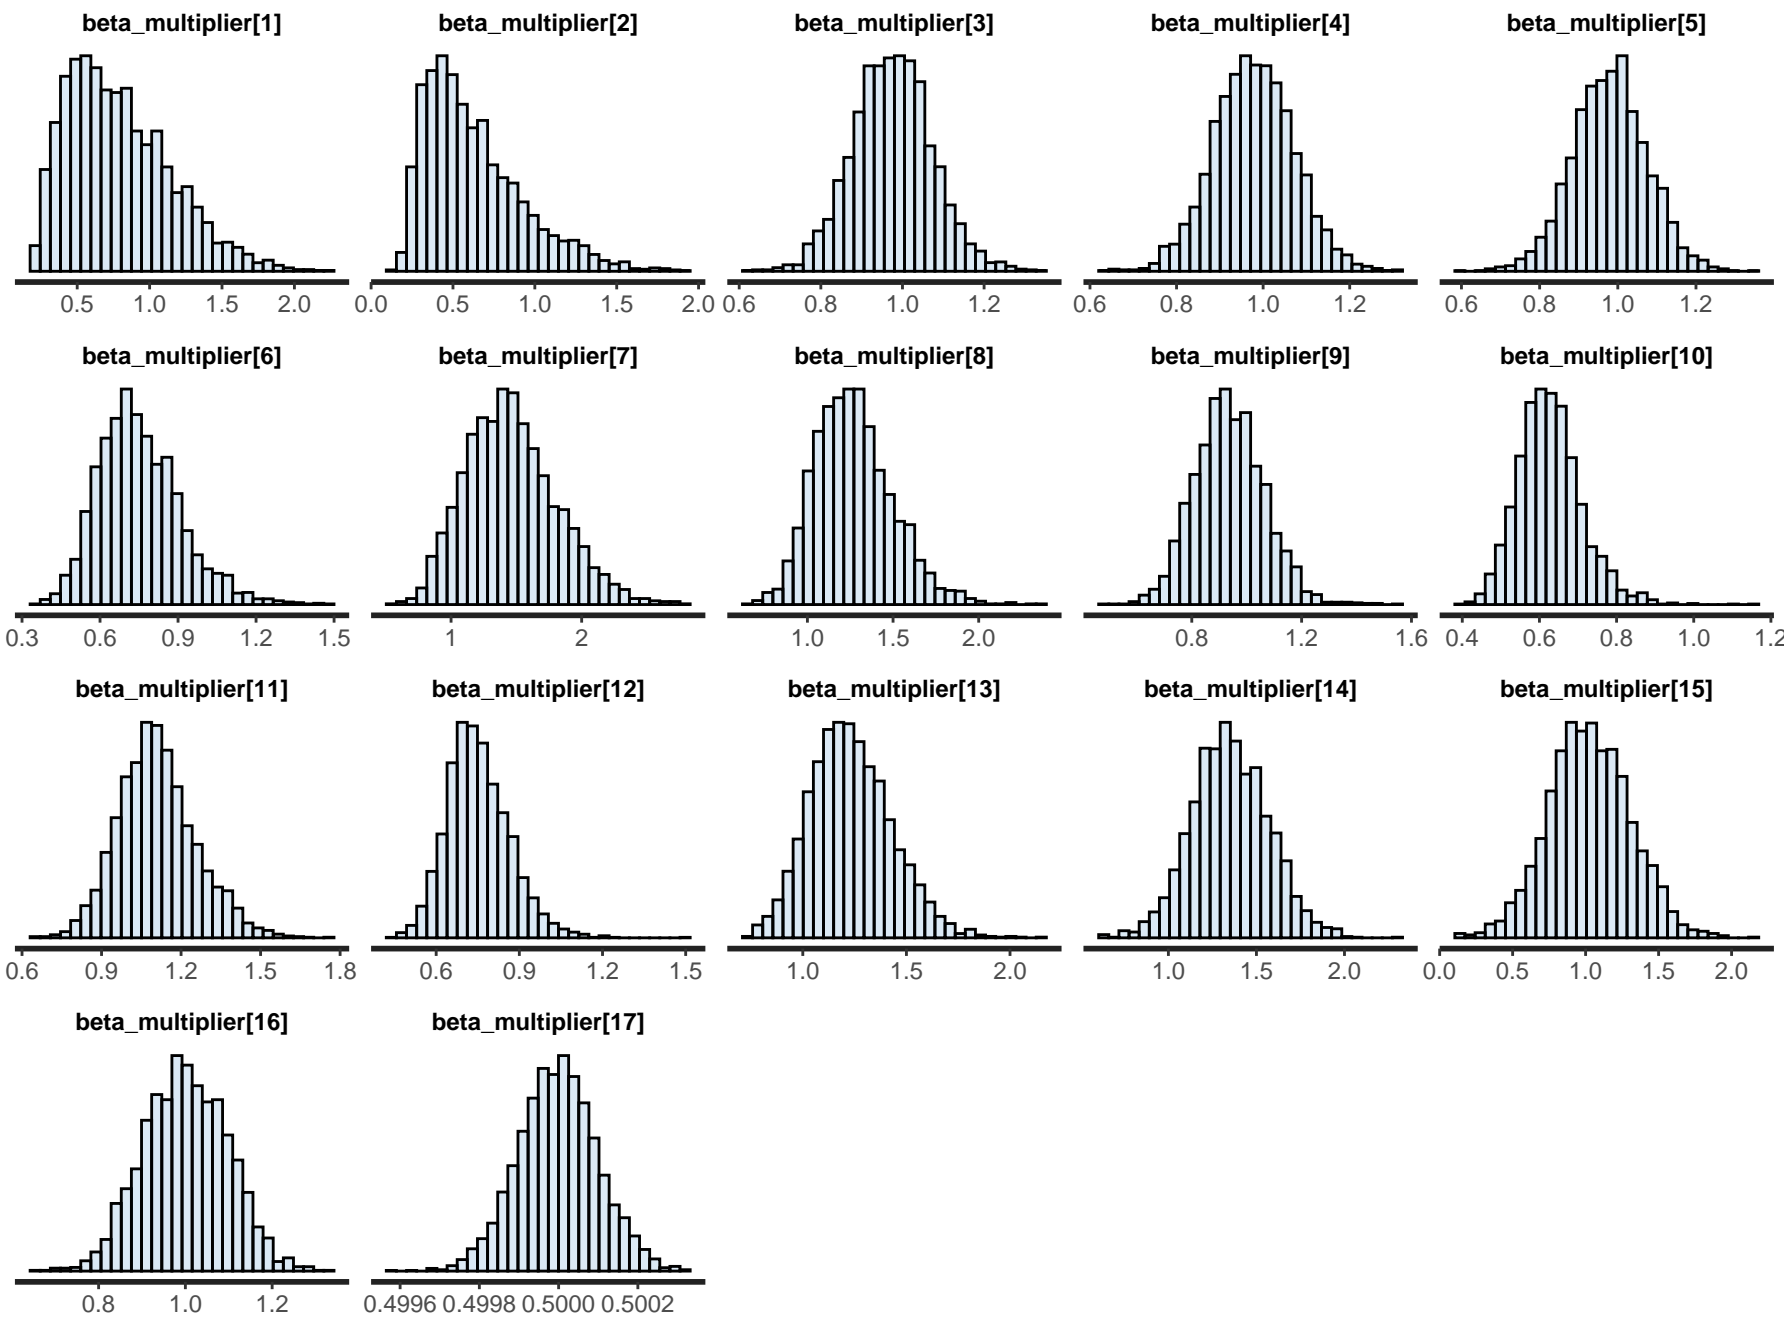 beta_multiplier[1] beta_multiplier[2] beta_multiplier[3] beta_multiplier[4] beta_multiplier[5]
0.5 1.0 1.5 2.0 0.0 0.5 1.0 1.5 2.0 0.6 0.8 1.0 1.2 0.6 0.8 1.0 1.2 0.6 0.8 1.0 1.2
beta_multiplier[6] beta_multiplier[7] beta_multiplier[8] beta_multiplier[9] beta_multiplier[10]
0.3 0.6 0.9 1.2 1.5 1 2 1.0 1.5 2.0 0.8 1.2 1.6 0.4 0.6 0.8 1.0 1.2
beta_multiplier[11] beta_multiplier[12] beta_multiplier[13] beta_multiplier[14] beta_multiplier[15]
0.6 0.9 1.2 1.5 1.8 0.6 0.9 1.2 1.5 1.0 1.5 2.0 1.0 1.5 2.0 0.0 0.5 1.0 1.5 2.0
beta_multiplier[16] beta_multiplier[17]
0.8 1.0 1.2 0.4996 0.4998 0.5000 0.5002